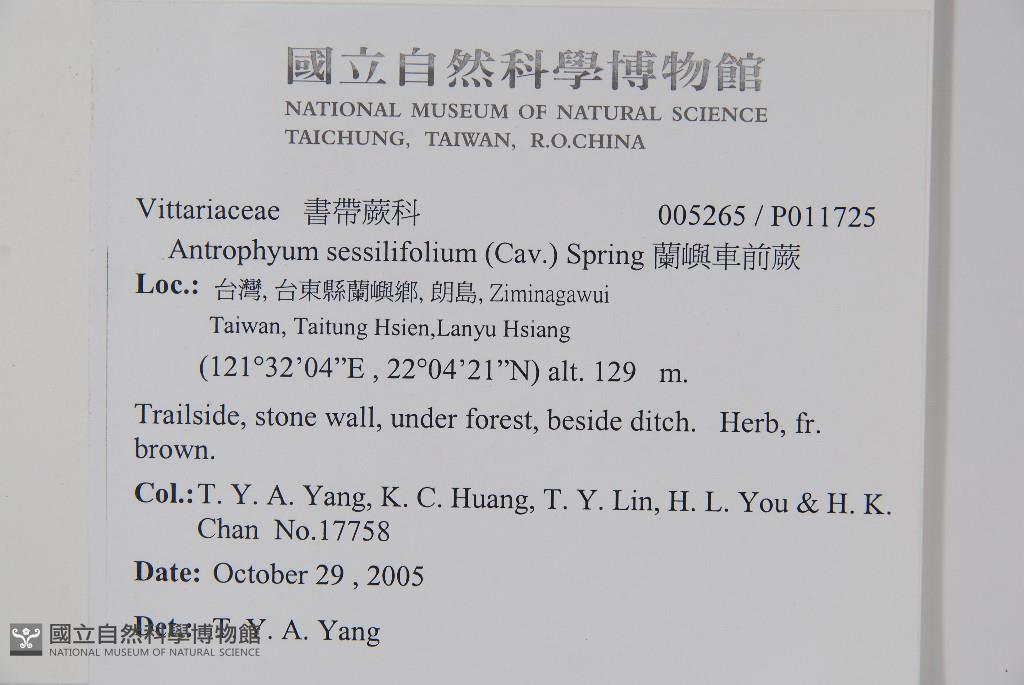 國立自然科學博物館
NATIONAL MUSEUM OF NATURAL SCIENCE
TAICHUNG, TAIWAN, R.O.CHINA
Vittariaceae 書帶蕨科 005265 / P011725
Antrophyum sessilifolium (Cav.) Spring 蘭嶼車前蕨
Loc.: 台灣, 台東縣蘭嶼鄉, 朗島, Ziminagawui
Taiwan, Taitung Hsien,Lanyu Hsiang
(121°32’04”E , 22°04’21”N) alt. 129 m.
Trailside, stone wall, under forest, beside ditch. Herb, fr.
brown.
Col.: T. Y. A. Yang, K. C. Huang, T. Y. Lin, H. L. You & H. K.
Chan No.17758
Date: October 29 , 2005
Det.: T. Y. A. Yang
國立自然科學博物館
NATIONAL MUSEUM OF NATURAL SCIENCE